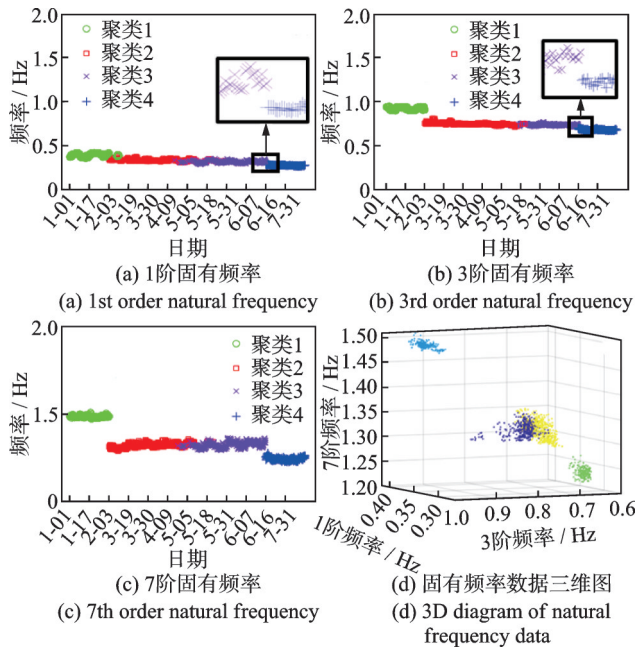 2.0
1.5
1.0
0.5
0
频率 / Hz
聚类1
聚类2
聚类3
聚类4
1-01
1-17
2-03
3-19
3-30
4-09
5-05
5-18
5-31
6-07
6-16
7-31
日期
(a) 1阶固有频率
(a) 1st order natural frequency
2.0
1.5
1.0
0.5
0
频率 / Hz
聚类1
聚类2
聚类3
聚类4
1-01
1-17
2-03
3-19
3-30
4-09
5-05
5-18
5-31
6-07
6-16
7-31
日期
(b) 3阶固有频率
(b) 3rd order natural frequency
2.0
1.5
0
频率 / Hz
聚类1
聚类2
聚类3
聚类4
1-01
1-17
2-03
3-19
3-30
4-09
5-05
5-18
5-31
6-07
6-16
7-31
日期
(c) 7阶固有频率
(c) 7th order natural frequency
1.50
1.45
1.40
1.35
1.30
1.25
1.20
7阶频率 / Hz
0.40
0.35
0.30
1阶频率 / Hz
1.0
0.9
0.8
0.7
0.6
3阶频率 / Hz
(d) 固有频率数据三维图
(d) 3D diagram of natural
frequency data